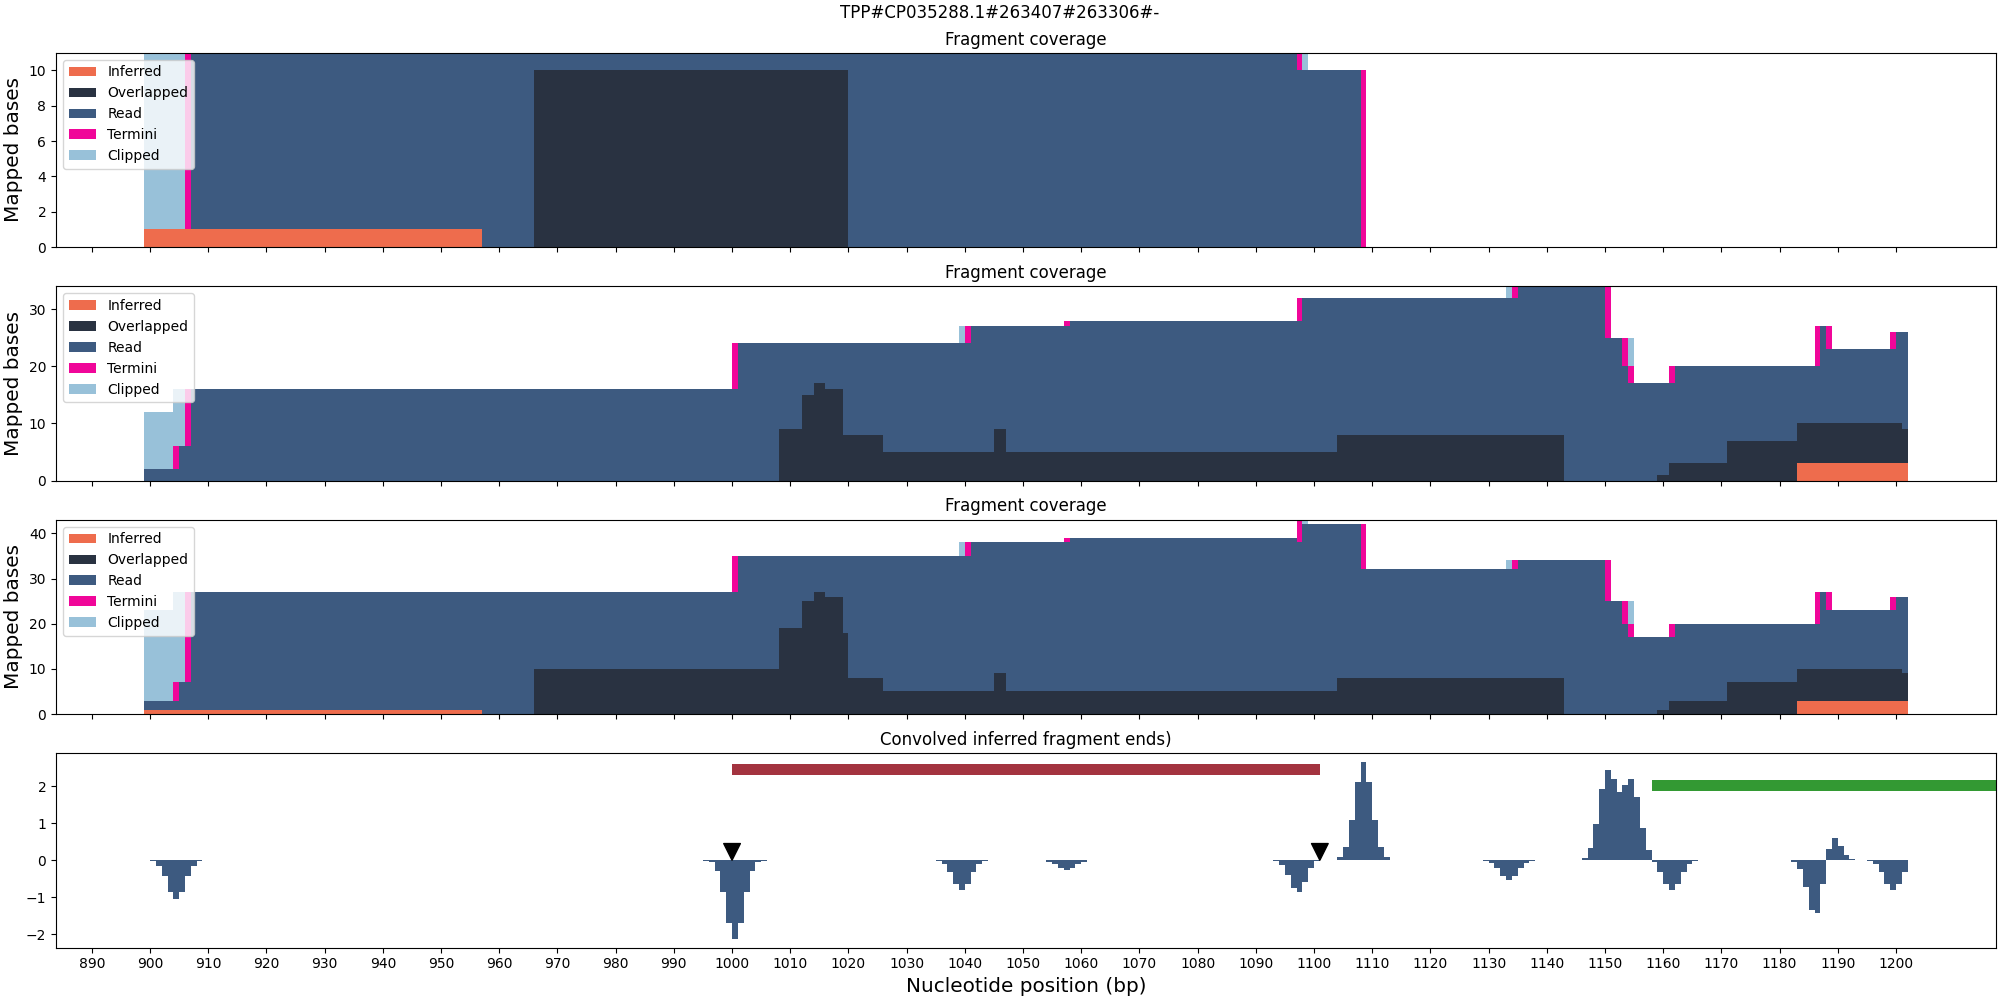 TPP#CP035288.1#263407#263306#-
Fragment coverage
Mapped bases
10
8
6
4
2
0
Inferred
Overlapped
Read
Termini
Clipped
Fragment coverage
Mapped bases
30
20
10
0
Inferred
Overlapped
Read
Termini
Clipped
Fragment coverage
Mapped bases
40
30
20
10
0
Inferred
Overlapped
Read
Termini
Clipped
Convolved inferred fragment ends)
2
1
0
−1
−2
890 900 910 920 930 940 950 960 970 980 990 1000 1010 1020 1030 1040 1050 1060 1070 1080 1090 1100 1110 1120 1130 1140 1150 1160 1170 1180 1190 1200
Nucleotide position (bp)